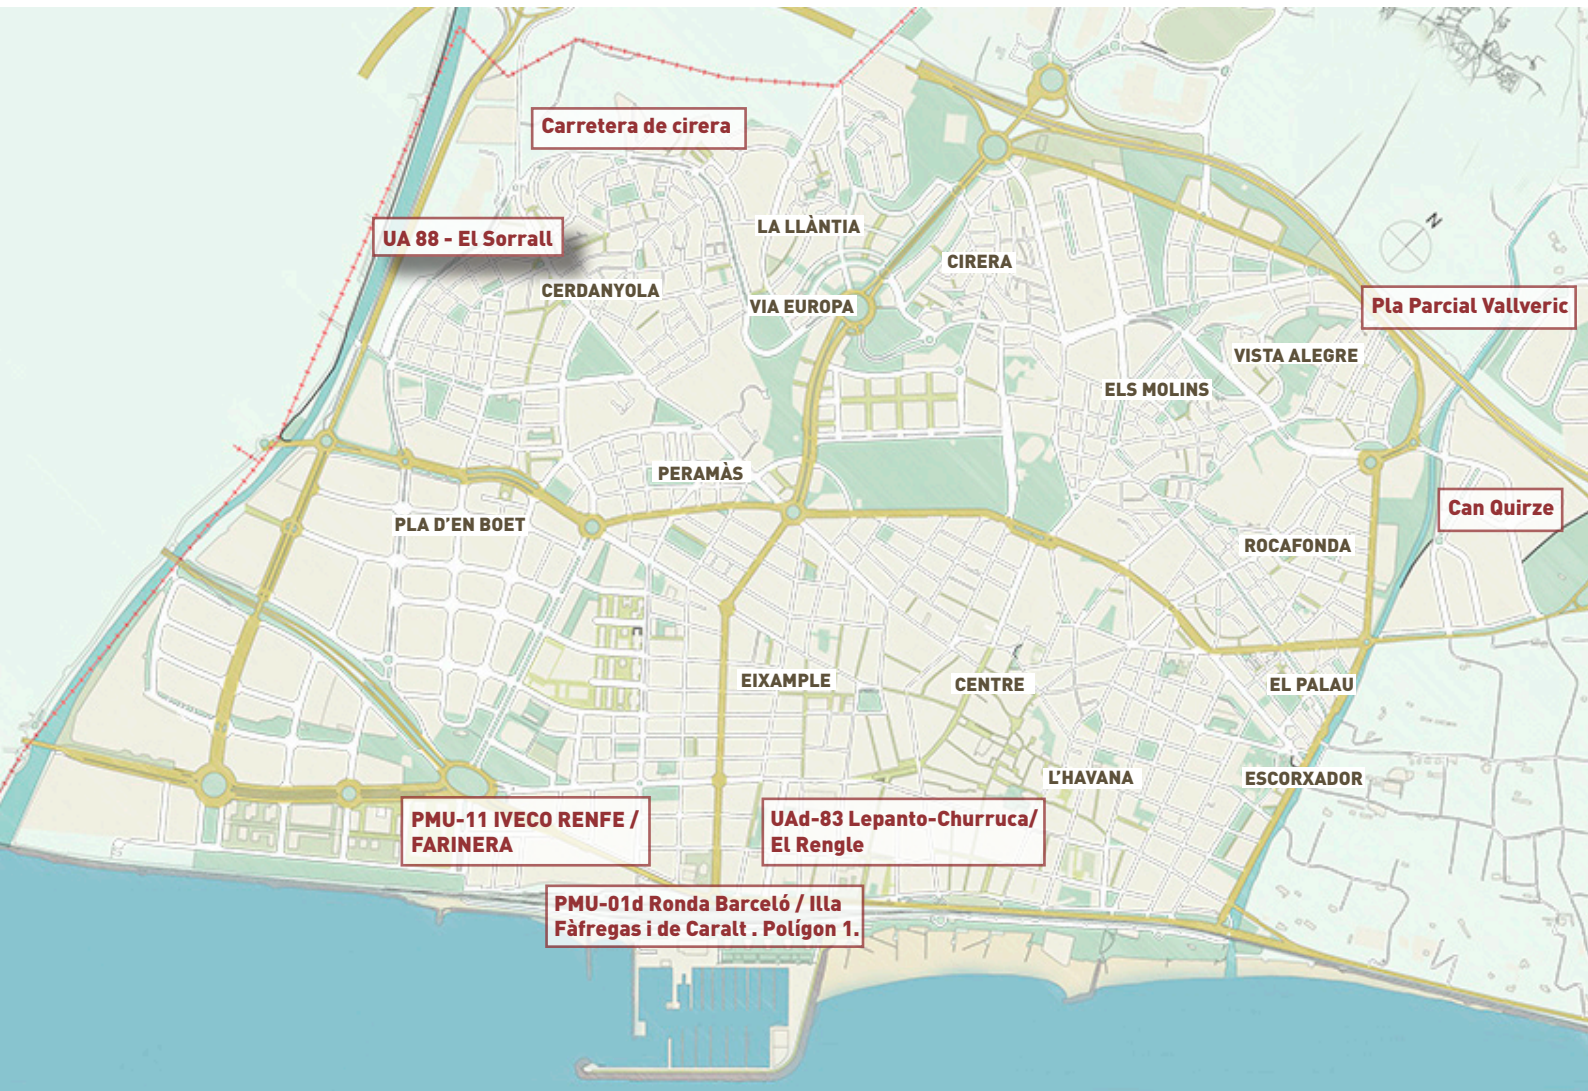 Carretera de cirera
LA LLÀNTIA
N
UA 88 - El Sorrall
CIRERA
CERDANYOLA
VIA EUROPA
Pla Parcial Vallveric
VISTA ALEGRE
ELS MOLINS
PERAMÀS
Can Quirze
PLA D'EN BOET
ROCAFONDA
EIXAMPLE
CENTRE
EL PALAU
L'HAVANA
ESCORXADOR
PMU-11 IVECO RENFE /
FARINERA
UAd-83 Lepanto-Churruca/
El Rengle
PMU-01d Ronda Barceló / Illa
Fàfregas i de Caralt . Polígon 1.